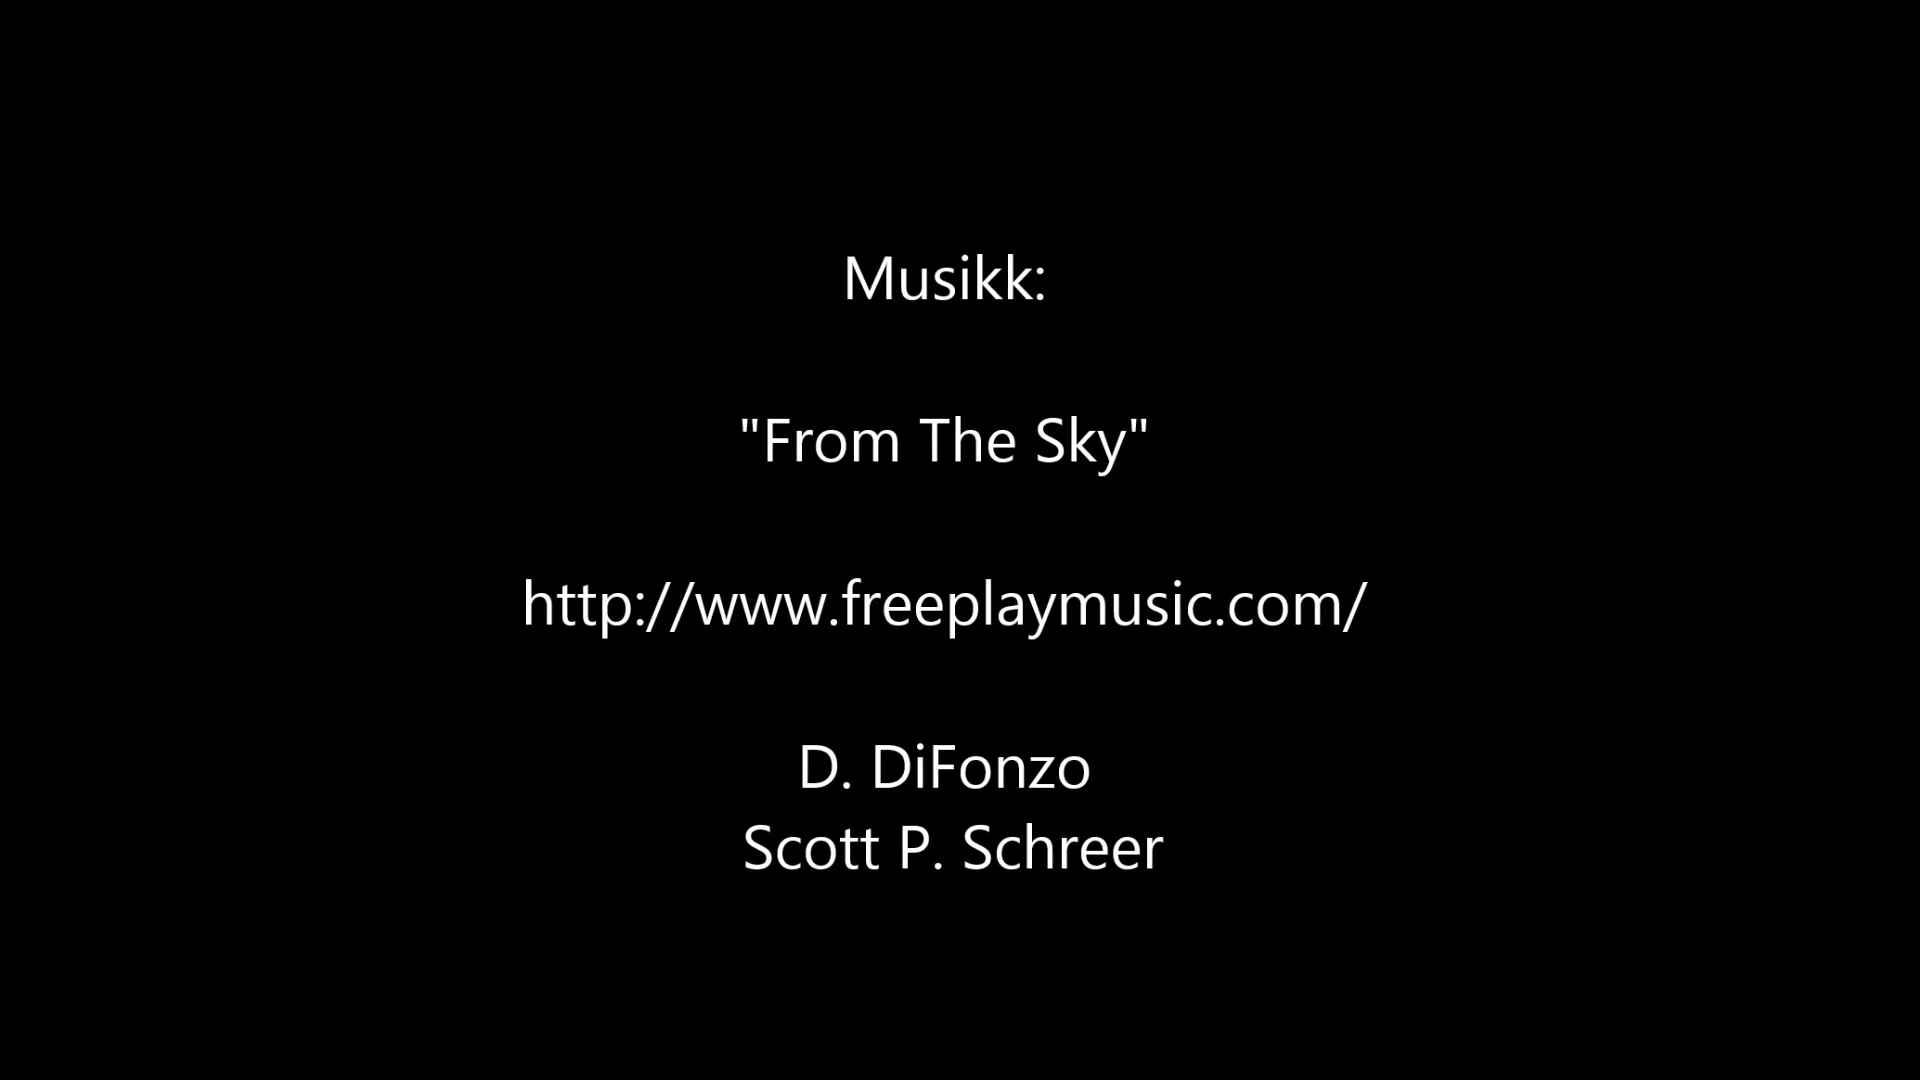 Musikk:
"From The Sky"
http://www.freeplaymusic.com/
D. DiFonzo
Scott P. Schreer